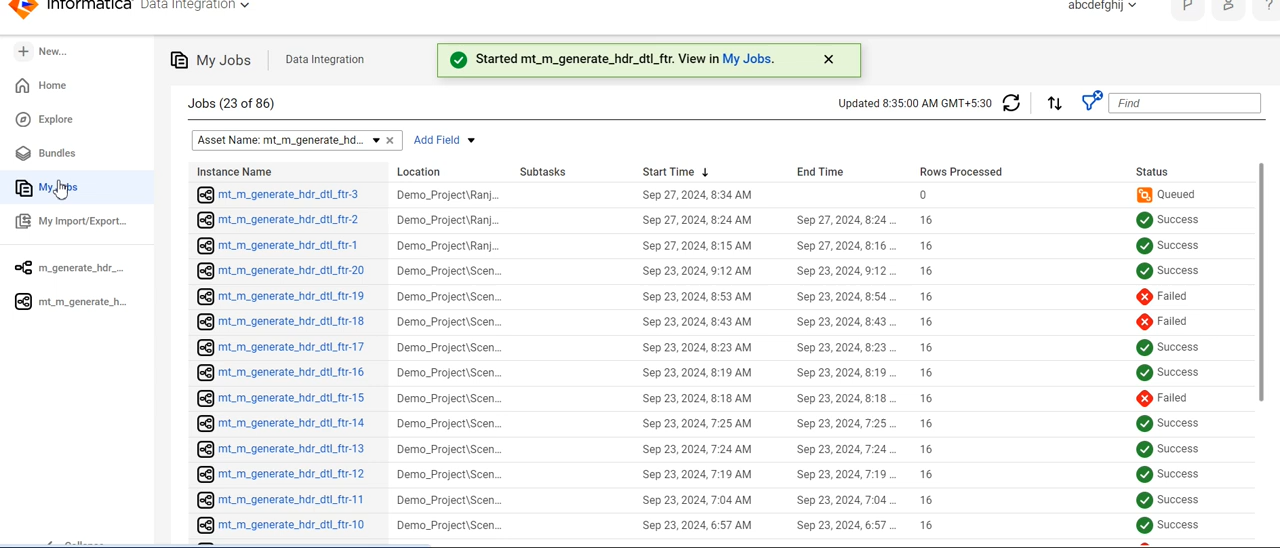 Informatica Data Integration
abcdefghij
P
?
New...
Home
Explore
Bundles
My Jobs
My Import/Export...
m_generate_hdr_...
mt_m_generate_h...
My Jobs Data Integration
Started mt_m_generate_hdr_dtl_ftr. View in My Jobs.
Jobs (23 of 86) Updated 8:35:00 AM GMT+5:30 Find
Asset Name: mt_m_generate_hd... Add Field
Instance Name Location Subtasks Start Time End Time Rows Processed Status
mt_m_generate_hdr_dtl_ftr-3 Demo_Project\Ranj... Sep 27, 2024, 8:34 AM 0 Queued
mt_m_generate_hdr_dtl_ftr-2 Demo_Project\Ranj... Sep 27, 2024, 8:24 AM Sep 27, 2024, 8:24 ... 16 Success
mt_m_generate_hdr_dtl_ftr-1 Demo_Project\Ranj... Sep 27, 2024, 8:15 AM Sep 27, 2024, 8:16 ... 16 Success
mt_m_generate_hdr_dtl_ftr-20 Demo_Project\Scen... Sep 23, 2024, 9:12 AM Sep 23, 2024, 9:12 ... 16 Success
mt_m_generate_hdr_dtl_ftr-19 Demo_Project\Scen... Sep 23, 2024, 8:53 AM Sep 23, 2024, 8:54 ... 16 Failed
mt_m_generate_hdr_dtl_ftr-18 Demo_Project\Scen... Sep 23, 2024, 8:43 AM Sep 23, 2024, 8:43 ... 16 Failed
mt_m_generate_hdr_dtl_ftr-17 Demo_Project\Scen... Sep 23, 2024, 8:23 AM Sep 23, 2024, 8:23 ... 16 Success
mt_m_generate_hdr_dtl_ftr-16 Demo_Project\Scen... Sep 23, 2024, 8:19 AM Sep 23, 2024, 8:19 ... 16 Success
mt_m_generate_hdr_dtl_ftr-15 Demo_Project\Scen... Sep 23, 2024, 8:18 AM Sep 23, 2024, 8:18 ... 16 Failed
mt_m_generate_hdr_dtl_ftr-14 Demo_Project\Scen... Sep 23, 2024, 7:25 AM Sep 23, 2024, 7:25 ... 16 Success
mt_m_generate_hdr_dtl_ftr-13 Demo_Project\Scen... Sep 23, 2024, 7:24 AM Sep 23, 2024, 7:24 ... 16 Success
mt_m_generate_hdr_dtl_ftr-12 Demo_Project\Scen... Sep 23, 2024, 7:19 AM Sep 23, 2024, 7:19 ... 16 Success
mt_m_generate_hdr_dtl_ftr-11 Demo_Project\Scen... Sep 23, 2024, 7:04 AM Sep 23, 2024, 7:04 ... 16 Success
mt_m_generate_hdr_dtl_ftr-10 Demo_Project\Scen... Sep 23, 2024, 6:57 AM Sep 23, 2024, 6:57 ... 16 Success